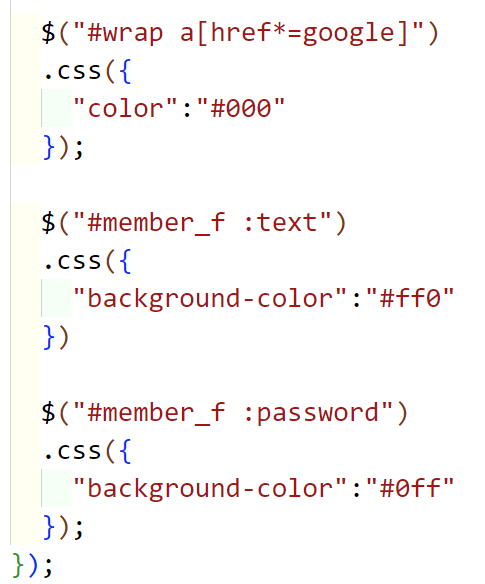 $("#wrap a[href*=google]")
.css({
"color":"#000"
});
$("#member_f :text")
.css({
"background-color":"#ff0"
})
$("#member_f :password")
.css({
"background-color":"#0ff"
});
});